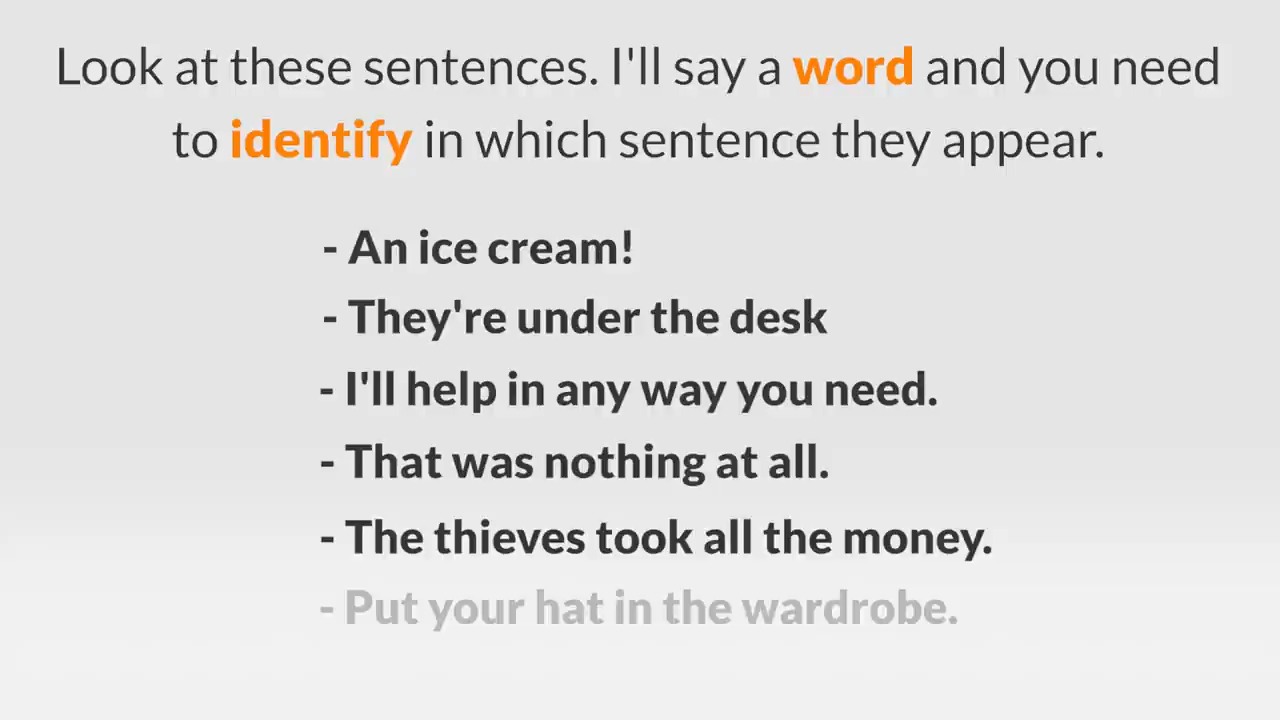 Look at these sentences. I'll say a word and you need
to identify in which sentence they appear.
- An ice cream!
- They're under the desk
- I'll help in any way you need.
- That was nothing at all.
- The thieves took all the money.
- Put your hat in the wardrobe.